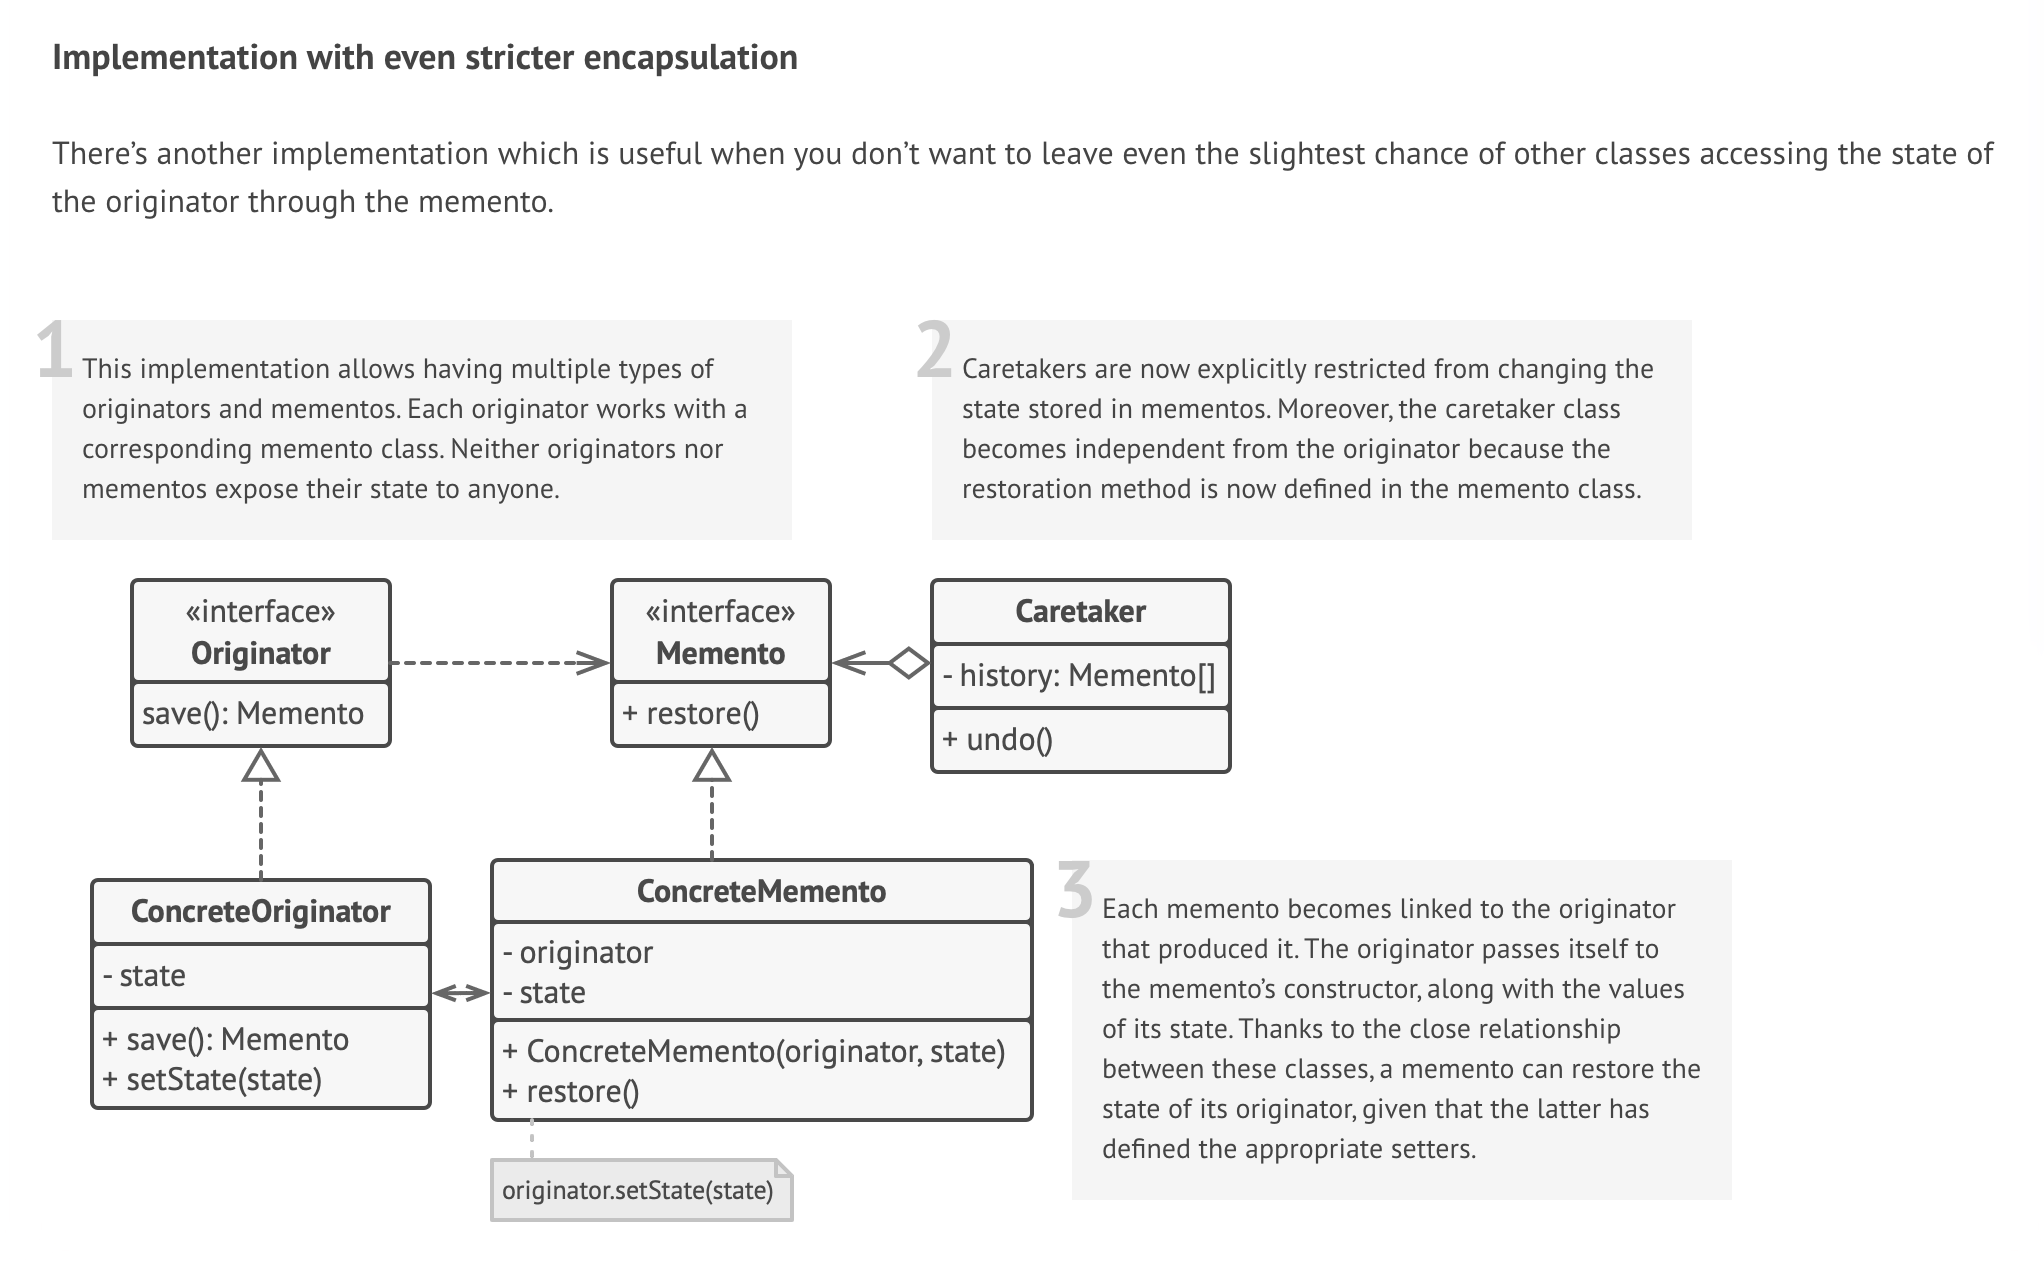 Implementation with even stricter encapsulation
There’s another implementation which is useful when you don’t want to leave even the slightest chance of other classes accessing the state of
the originator through the memento.
1
This implementation allows having multiple types of
originators and mementos. Each originator works with a
corresponding memento class. Neither originators nor
mementos expose their state to anyone.
2
Caretakers are now explicitly restricted from changing the
state stored in mementos. Moreover, the caretaker class
becomes independent from the originator because the
restoration method is now defined in the memento class.
«interface»
Originator
save(): Memento
«interface»
Memento
+ restore()
Caretaker
- history: Memento[]
+ undo()
ConcreteOriginator
- state
+ save(): Memento
+ setState(state)
ConcreteMemento
- originator
- state
+ ConcreteMemento(originator, state)
+ restore()
originator.setState(state)
3
Each memento becomes linked to the originator
that produced it. The originator passes itself to
the memento’s constructor, along with the values
of its state. Thanks to the close relationship
between these classes, a memento can restore the
state of its originator, given that the latter has
defined the appropriate setters.